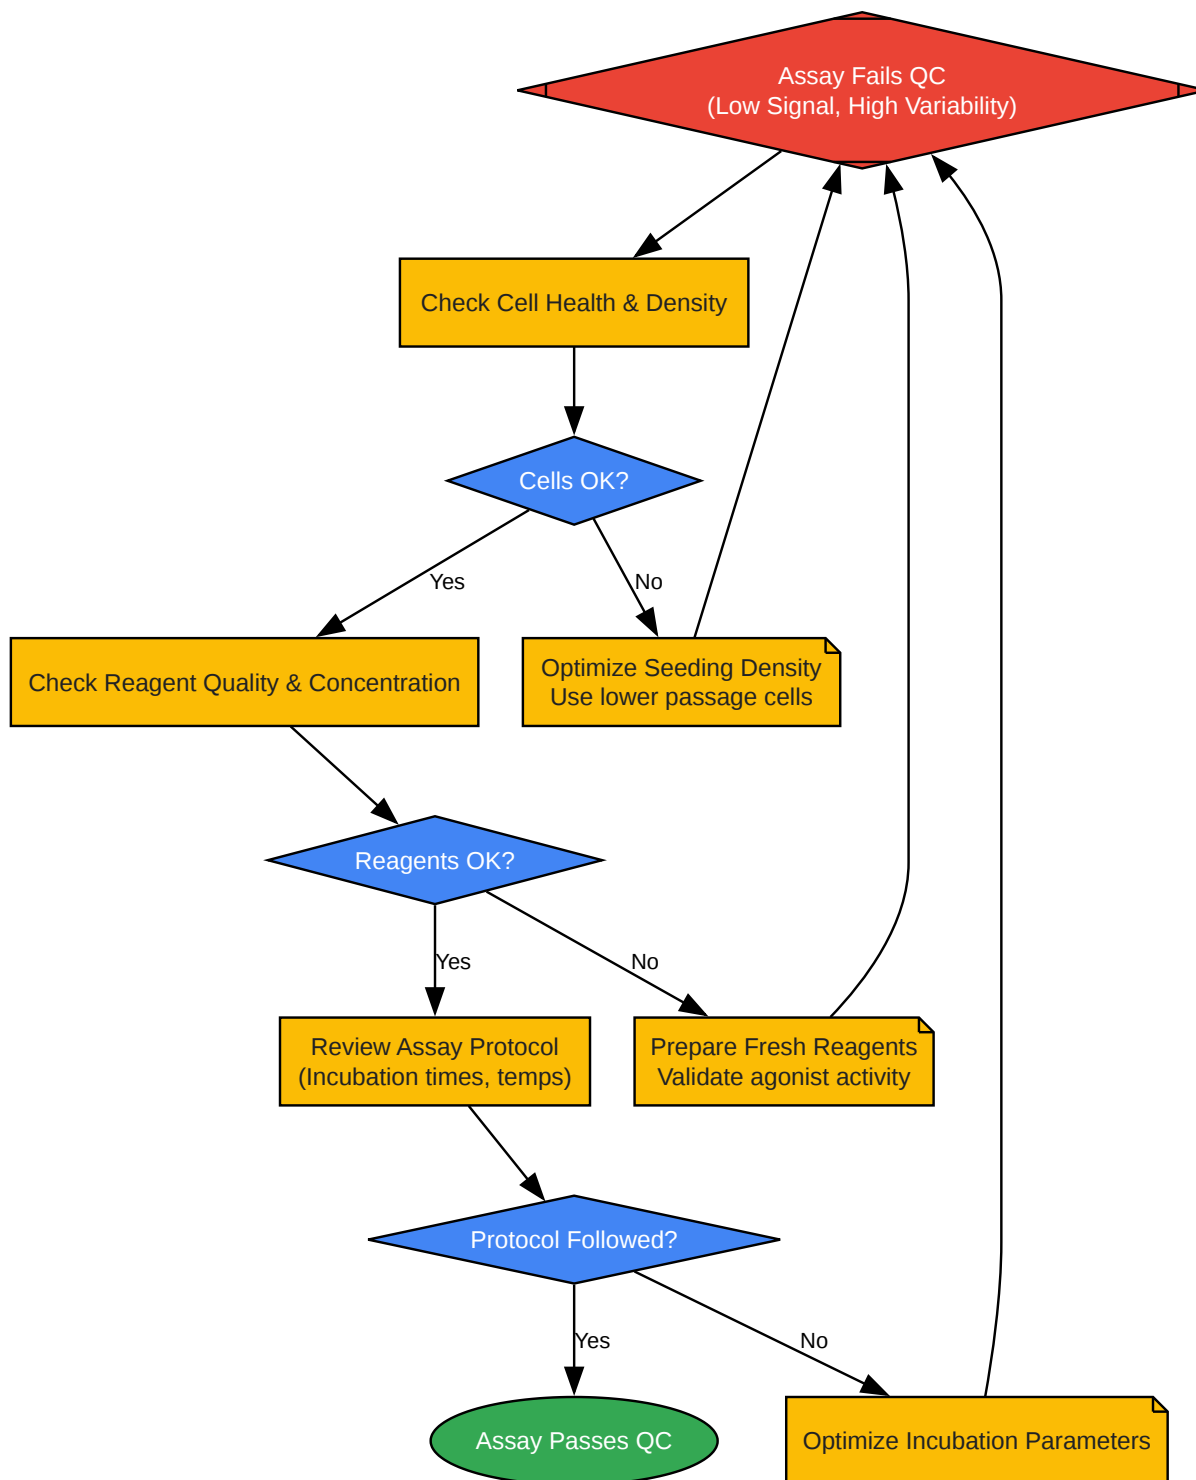 Assay Fails QC
(Low Signal, High Variability)
Check Cell Health & Density
Cells OK?
Yes
No
Check Reagent Quality & Concentration
Optimize Seeding Density
Use lower passage cells
Reagents OK?
Yes
No
Review Assay Protocol
(Incubation times, temps)
Prepare Fresh Reagents
Validate agonist activity
Protocol Followed?
Yes
No
Assay Passes QC
Optimize Incubation Parameters